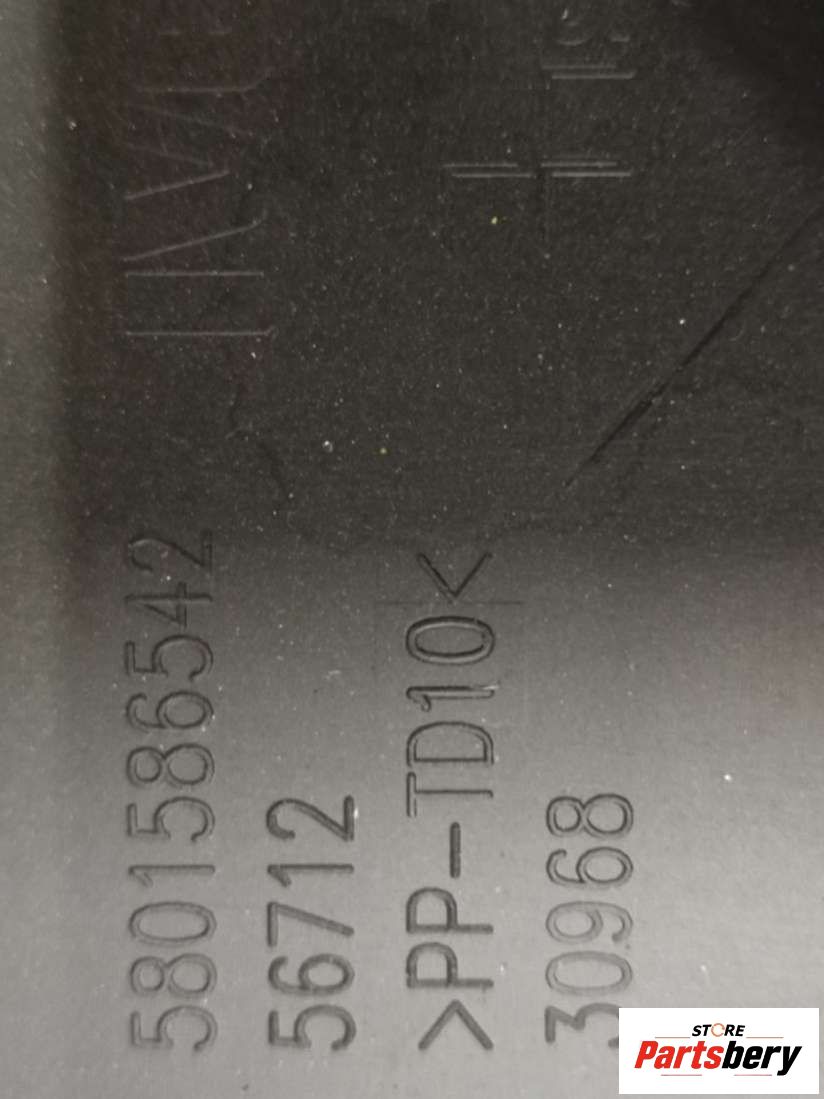 5801586542
56712
>PP-TD10<
30968
STORE
Partsbery